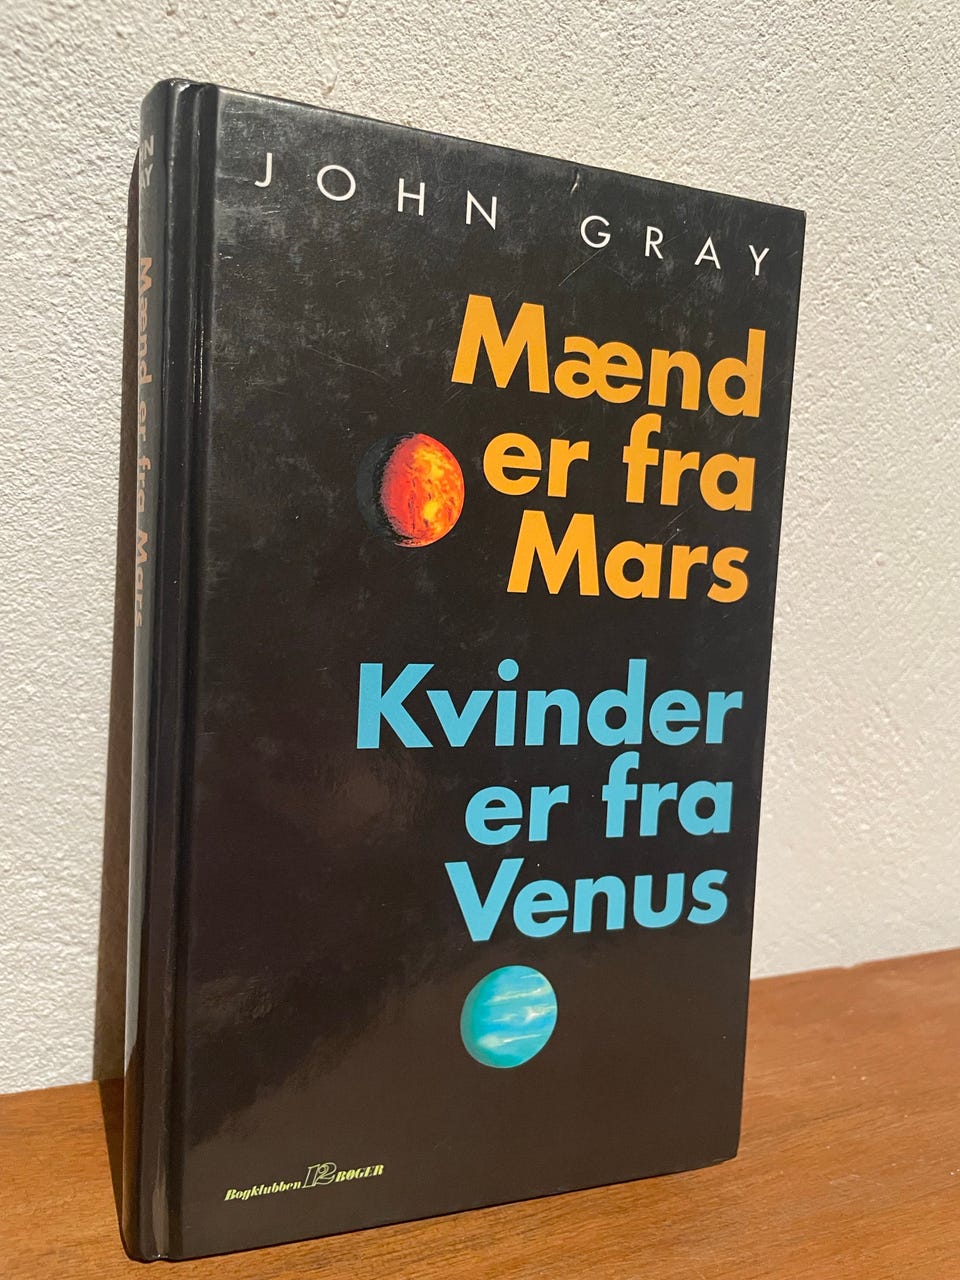 JOHN GRAY
Mænd
er fra
Mars
Kvinder
er fra
Venus
Bogklubben 12 BØGER
Mænd er fra Mars